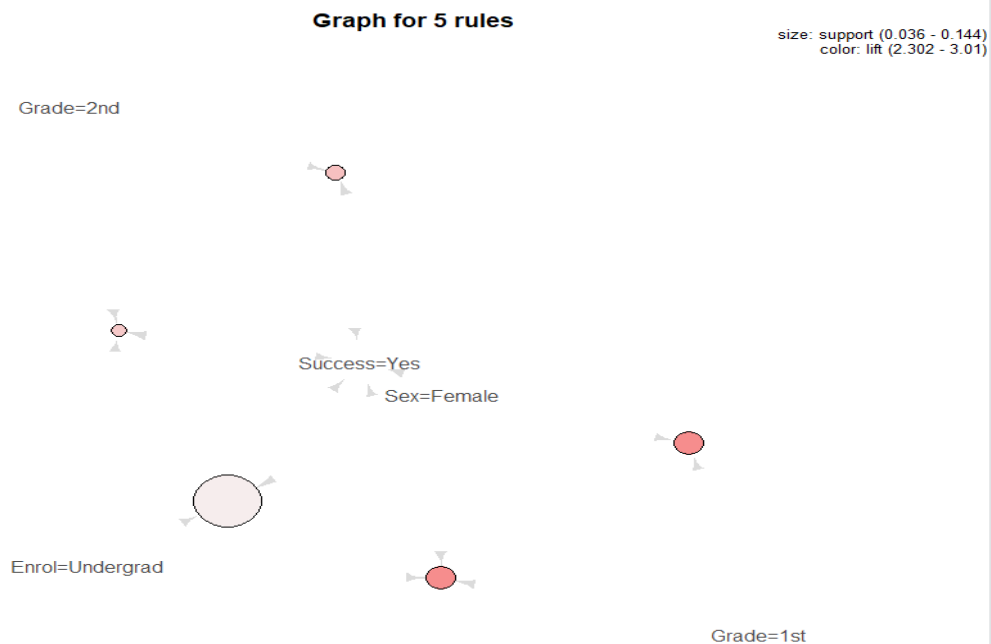 Graph for 5 rules
size: support (0.036 - 0.144)
color: lift (2.302 - 3.01)
Grade=2nd
Success=Yes
Sex=Female
Enrol=Undergrad
Grade=1st